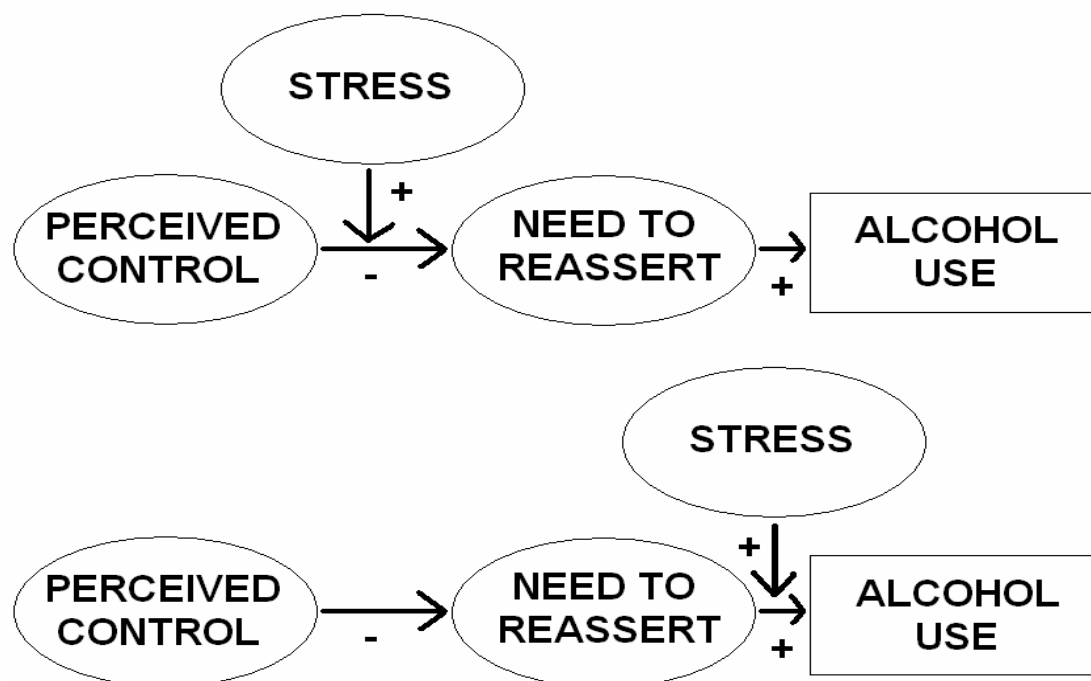 STRESS
+
PERCEIVED
CONTROL
-
NEED TO
REASSERT
+
ALCOHOL
USE
STRESS
+
PERCEIVED
CONTROL
-
NEED TO
REASSERT
+
ALCOHOL
USE